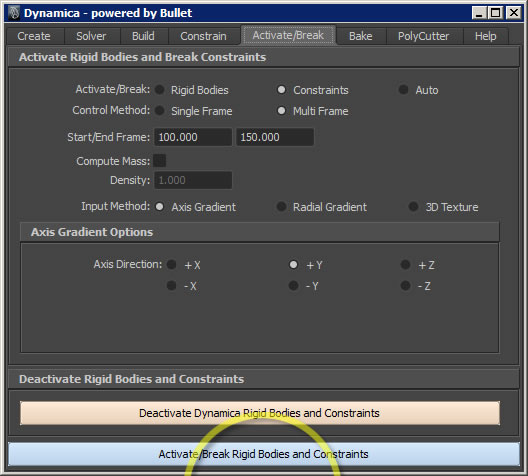 Dynamica - powered by Bullet
Create Solver Build Constrain Activate/Break Bake PolyCutter Help
Activate Rigid Bodies and Break Constraints
Activate/Break: Rigid Bodies Constraints Auto
Control Method: Single Frame Multi Frame
Start/End Frame: 100.000 150.000
Compute Mass:
Density: 1.000
Input Method: Axis Gradient Radial Gradient 3D Texture
Axis Gradient Options
Axis Direction: + X + Y + Z
- X - Y - Z
Deactivate Rigid Bodies and Constraints
Deactivate Dynamica Rigid Bodies and Constraints
Activate/Break Rigid Bodies and Constraints